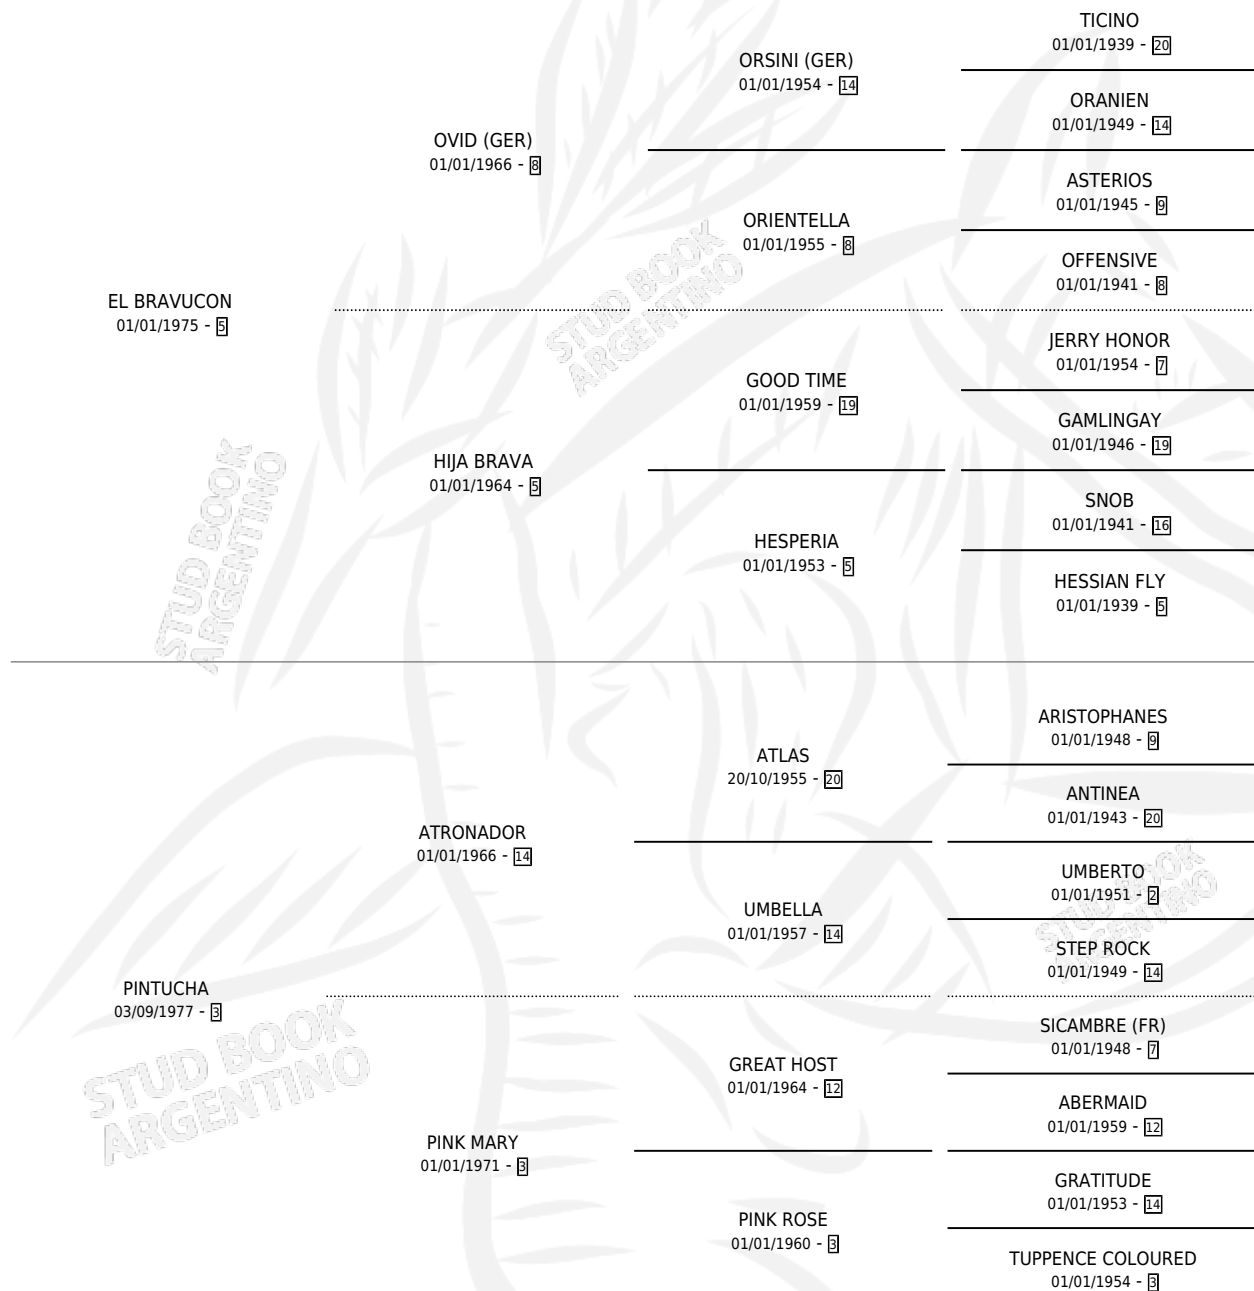 TICINO
01/01/1939 - 20
ORSINI (GER)
01/01/1954 - 14
ORANIEN
01/01/1949 - 14
OVID (GER)
01/01/1966 - 8
ASTERIOS
01/01/1945 - 9
ORIENTELLA
01/01/1955 - 8
OFFENSIVE
01/01/1941 - 8
EL BRAVUCON
01/01/1975 - 5
JERRY HONOR
01/01/1954 - 7
GOOD TIME
01/01/1959 - 19
GAMLINGAY
01/01/1946 - 19
HIJA BRAVA
01/01/1964 - 5
SNOB
01/01/1941 - 16
HESPERIA
01/01/1953 - 5
HESSIAN FLY
01/01/1939 - 5
ARISTOPHANES
01/01/1948 - 9
ATLAS
20/10/1955 - 20
ANTINEA
01/01/1943 - 20
ATRONADOR
01/01/1966 - 14
UMBERTO
01/01/1951 - 2
UMBELLA
01/01/1957 - 14
STEP ROCK
01/01/1949 - 14
PINTUCHA
03/09/1977 - 3
SICAMBRE (FR)
01/01/1948 - 7
GREAT HOST
01/01/1964 - 12
ABERMAID
01/01/1959 - 12
PINK MARY
01/01/1971 - 3
GRATITUDE
01/01/1953 - 14
PINK ROSE
01/01/1960 - 3
TUPPENCE COLOURED
01/01/1954 - 3
STUD BOOK
ARGENTINO
STUD BOOK
ARGENTINO
STUD BOOK
ARGENTINO
STUD BOOK
ARGENTINO